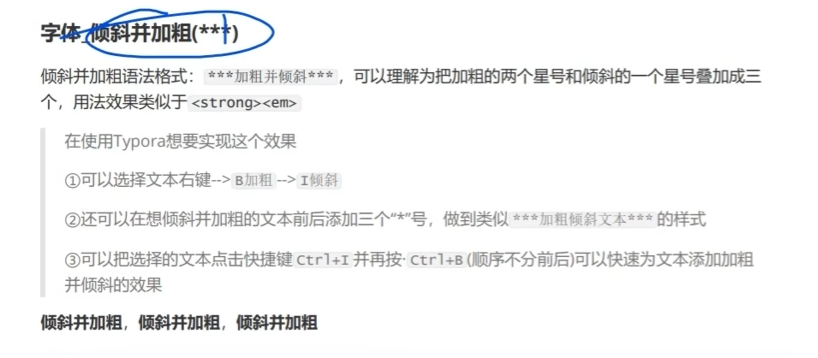 字体_倾斜并加粗(***)
倾斜并加粗语法格式：***加粗并倾斜***，可以理解为把加粗的两个星号和倾斜的一个星号叠加成三
个，用法效果类似于<strong><em>
在使用Typora想要实现这个效果
①可以选择文本右键-->B加粗-->I倾斜
②还可以在想倾斜并加粗的文本前后添加三个“*”号，做到类似***加粗倾斜文本***的样式
③可以把选择的文本点击快捷键Ctrl+I并再按·Ctrl+B(顺序不分前后)可以快速为文本添加加粗
并倾斜的效果
倾斜并加粗，倾斜并加粗，倾斜并加粗